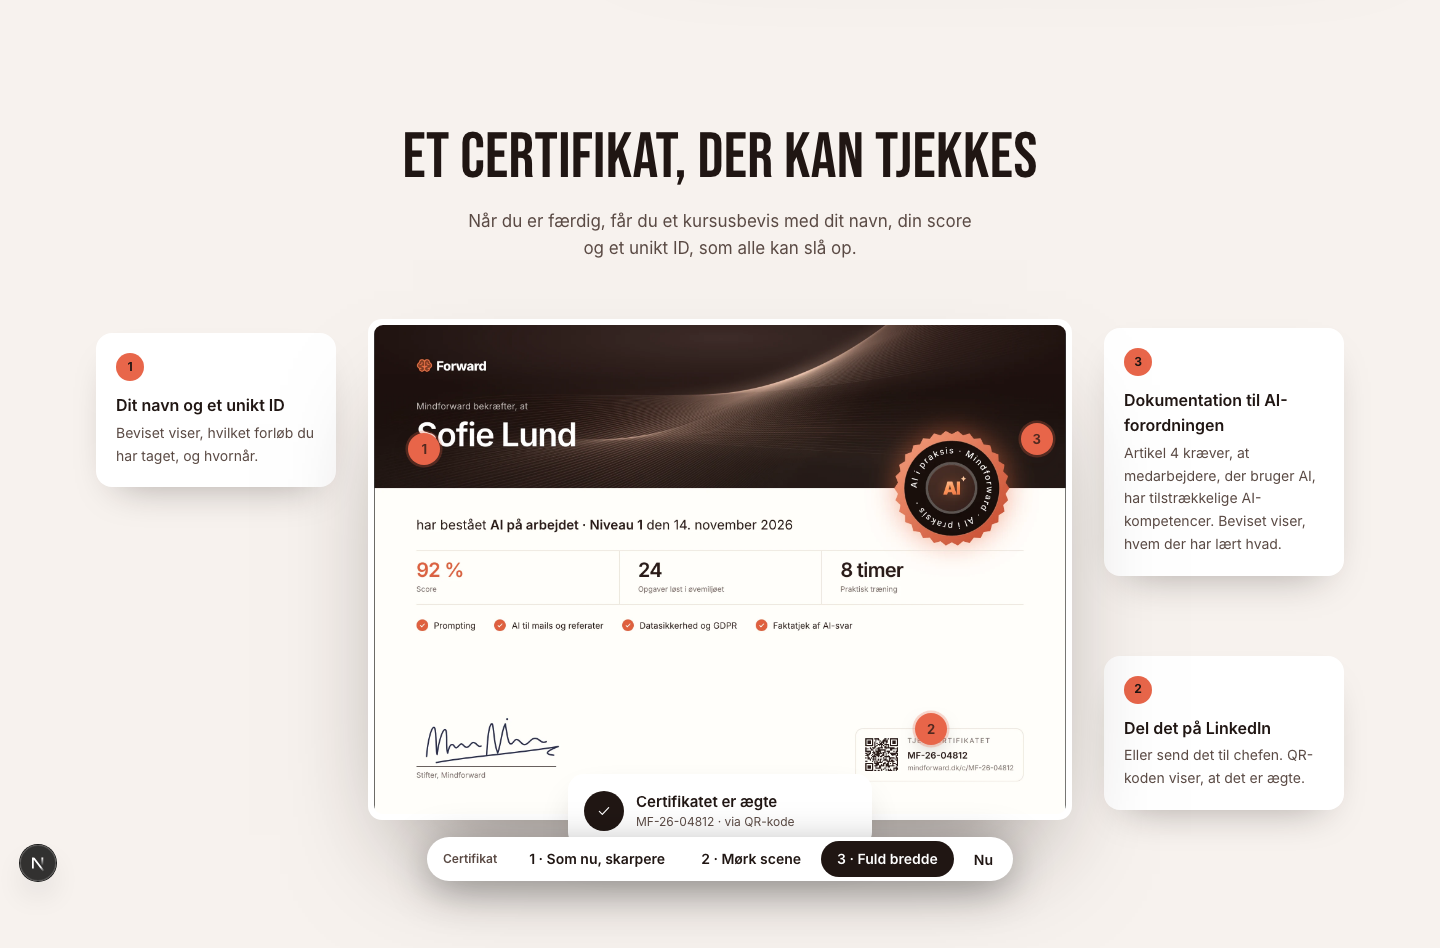 ET CERTIFIKAT, DER KAN TJEKKES
Når du er færdig, får du et kursusbevis med dit navn, din score
og et unikt ID, som alle kan slå op.
1
Dit navn og et unikt ID
Beviset viser, hvilket forløb du
har taget, og hvornår.
Forward
Mindforward bekræfter, at
Sofie Lund
1
3
AI i praksis · Mindforward · AI i praksis ·
AI
har bestået AI på arbejdet · Niveau 1 den 14. november 2026
92 %
Score
24
Opgaver løst i øvemiljøet
8 timer
Praktisk træning
Prompting
AI til mails og referater
Datasikkerhed og GDPR
Faktatjek af AI-svar
Stifter, Mindforward
2
MF-26-04812
mindforward.dk/c/MF-26-04812
Certifikatet er ægte
MF-26-04812 · via QR-kode
3
Dokumentation til AI-
forordningen
Artikel 4 kræver, at
medarbejdere, der bruger AI,
har tilstrækkelige AI-
kompetencer. Beviset viser,
hvem der har lært hvad.
2
Del det på LinkedIn
Eller send det til chefen. QR-
koden viser, at det er ægte.
N
Certifikat
1 · Som nu, skarpere
2 · Mørk scene
3 · Fuld bredde
Nu